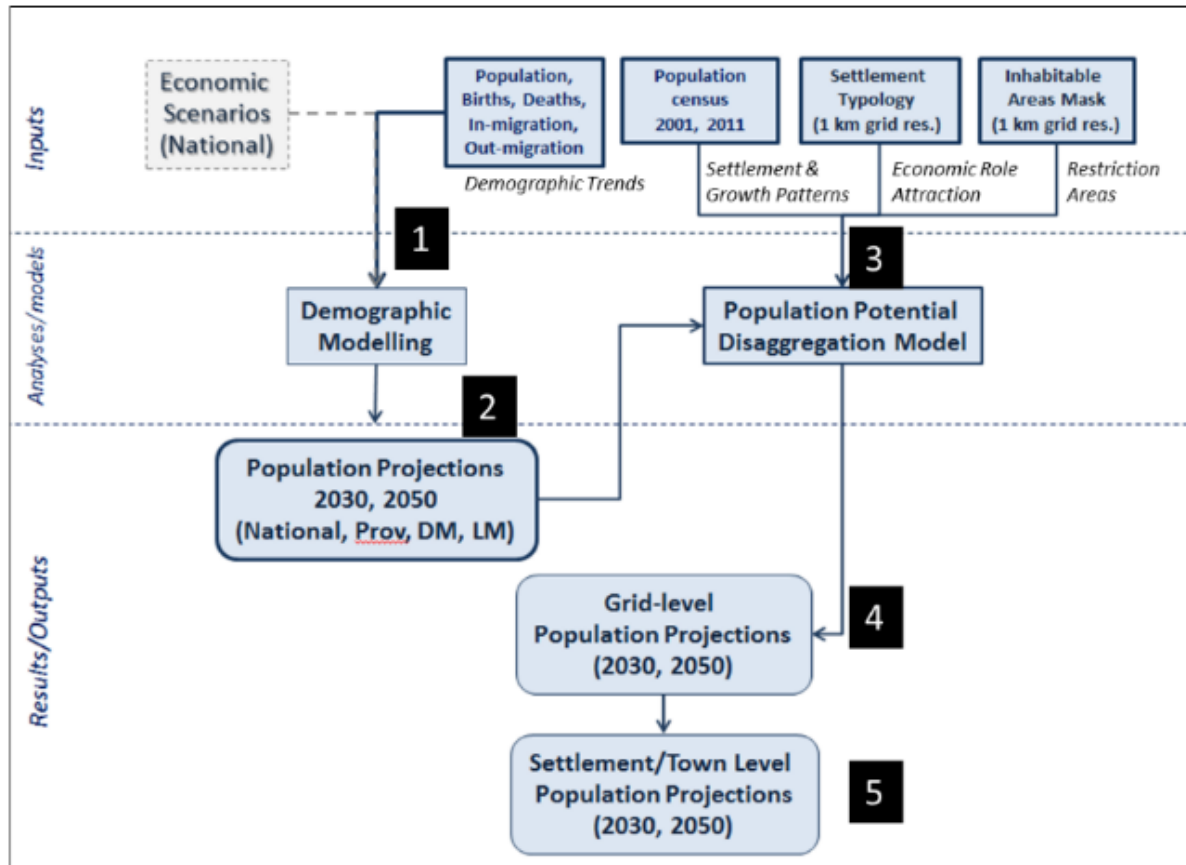 Inputs
Economic
Scenarios
(National)
Population,
Births, Deaths,
In-migration,
Out-migration
Demographic Trends
Population
census
2001, 2011
Settlement &
Growth Patterns
Settlement
Typology
(1 km grid res.)
Economic Role
Attraction
Inhabitable
Areas Mask
(1 km grid res.)
Restriction
Areas
1
3
Analyses/models
Demographic
Modelling
Population Potential
Disaggregation Model
2
Results/Outputs
Population Projections
2030, 2050
(National, Prov, DM, LM)
Grid-level
Population Projections
(2030, 2050)
4
Settlement/Town Level
Population Projections
(2030, 2050)
5